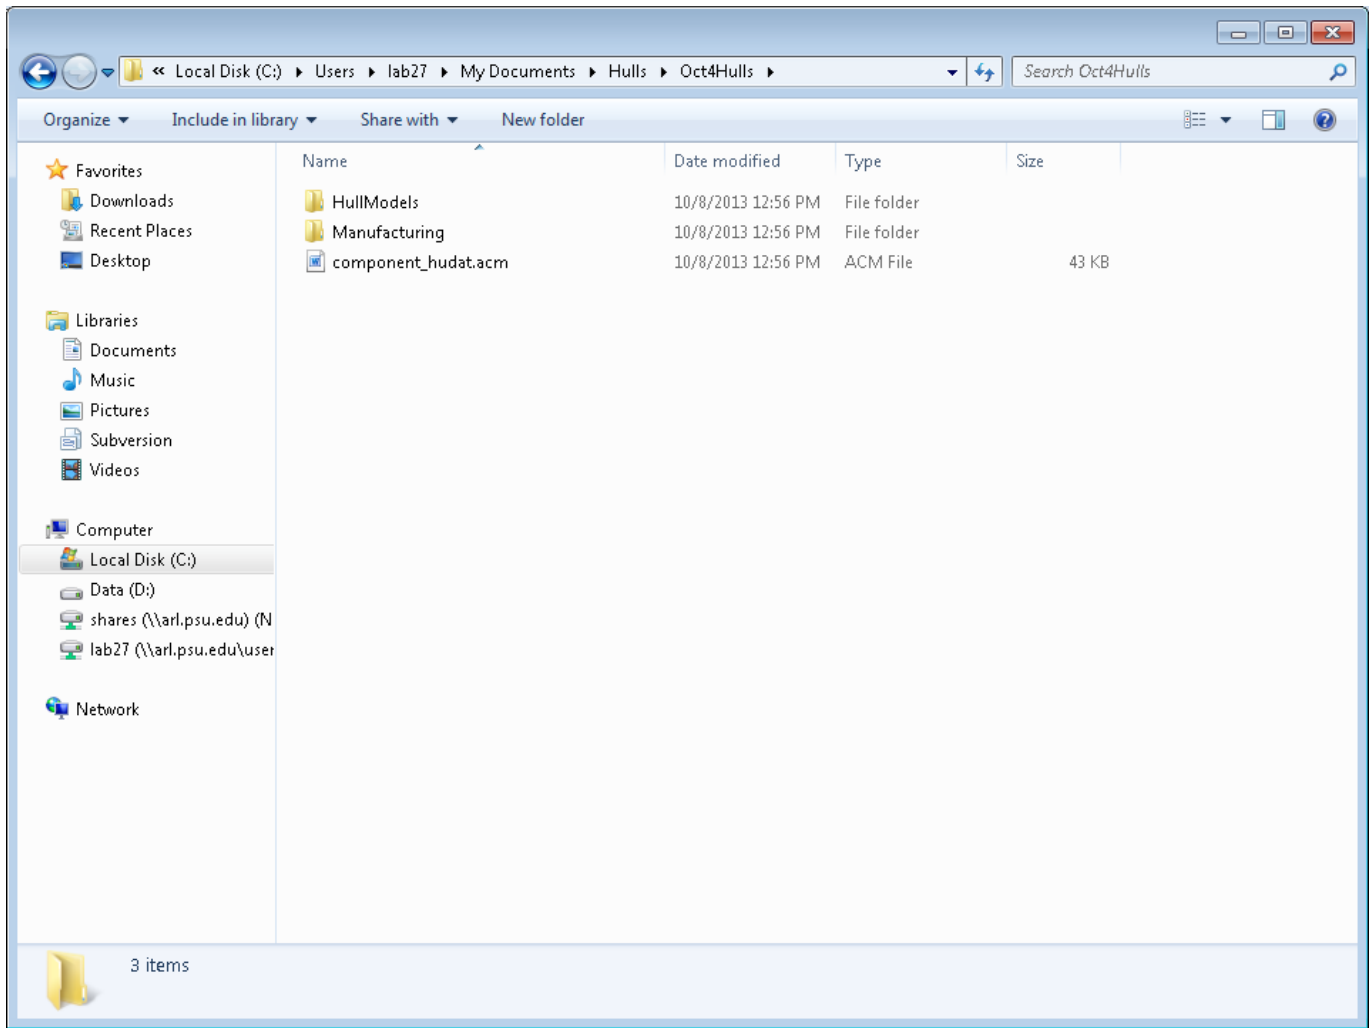 « Local Disk (C:) ▸ Users ▸ lab27 ▸ My Documents ▸ Hulls ▸ Oct4Hulls ▸
Search Oct4Hulls
Organize
Include in library
Share with
New folder
Name
Date modified
Type
Size
HullModels 10/8/2013 12:56 PM File folder
Manufacturing 10/8/2013 12:56 PM File folder
component_hudat.acm 10/8/2013 12:56 PM ACM File 43 KB
Favorites
Downloads
Recent Places
Desktop
Libraries
Documents
Music
Pictures
Subversion
Videos
Computer
Local Disk (C:)
Data (D:)
shares (\\arl.psu.edu) (N
lab27 (\\arl.psu.edu\user
Network
3 items